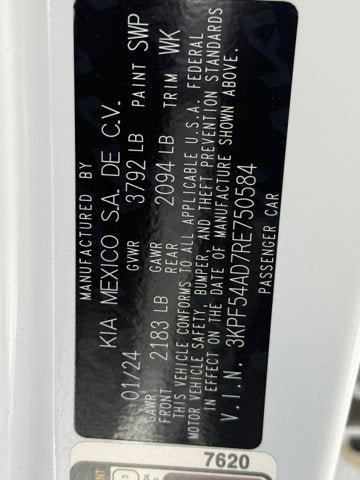 MANUFACTURED BY
KIA MEXICO S.A. DE C.V.
01/24 GVWR 3792 LB PAINT SWP
GAWR FRONT 2183 LB GAWR REAR 2094 LB TRIM WK
THIS VEHICLE CONFORMS TO ALL APPLICABLE U.S.A. FEDERAL
MOTOR VEHICLE SAFETY, BUMPER, AND THEFT PREVENTION STANDARDS
IN EFFECT ON THE DATE OF MANUFACTURE SHOWN ABOVE.
V.I.N. 3KPF54AD7RE750584
PASSENGER CAR
7620